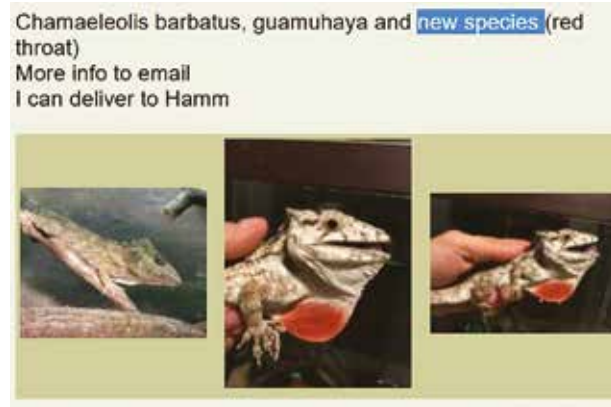 Chamaeleolis barbatus, guamuhaya and new species (red
throat)
More info to email
I can deliver to Hamm